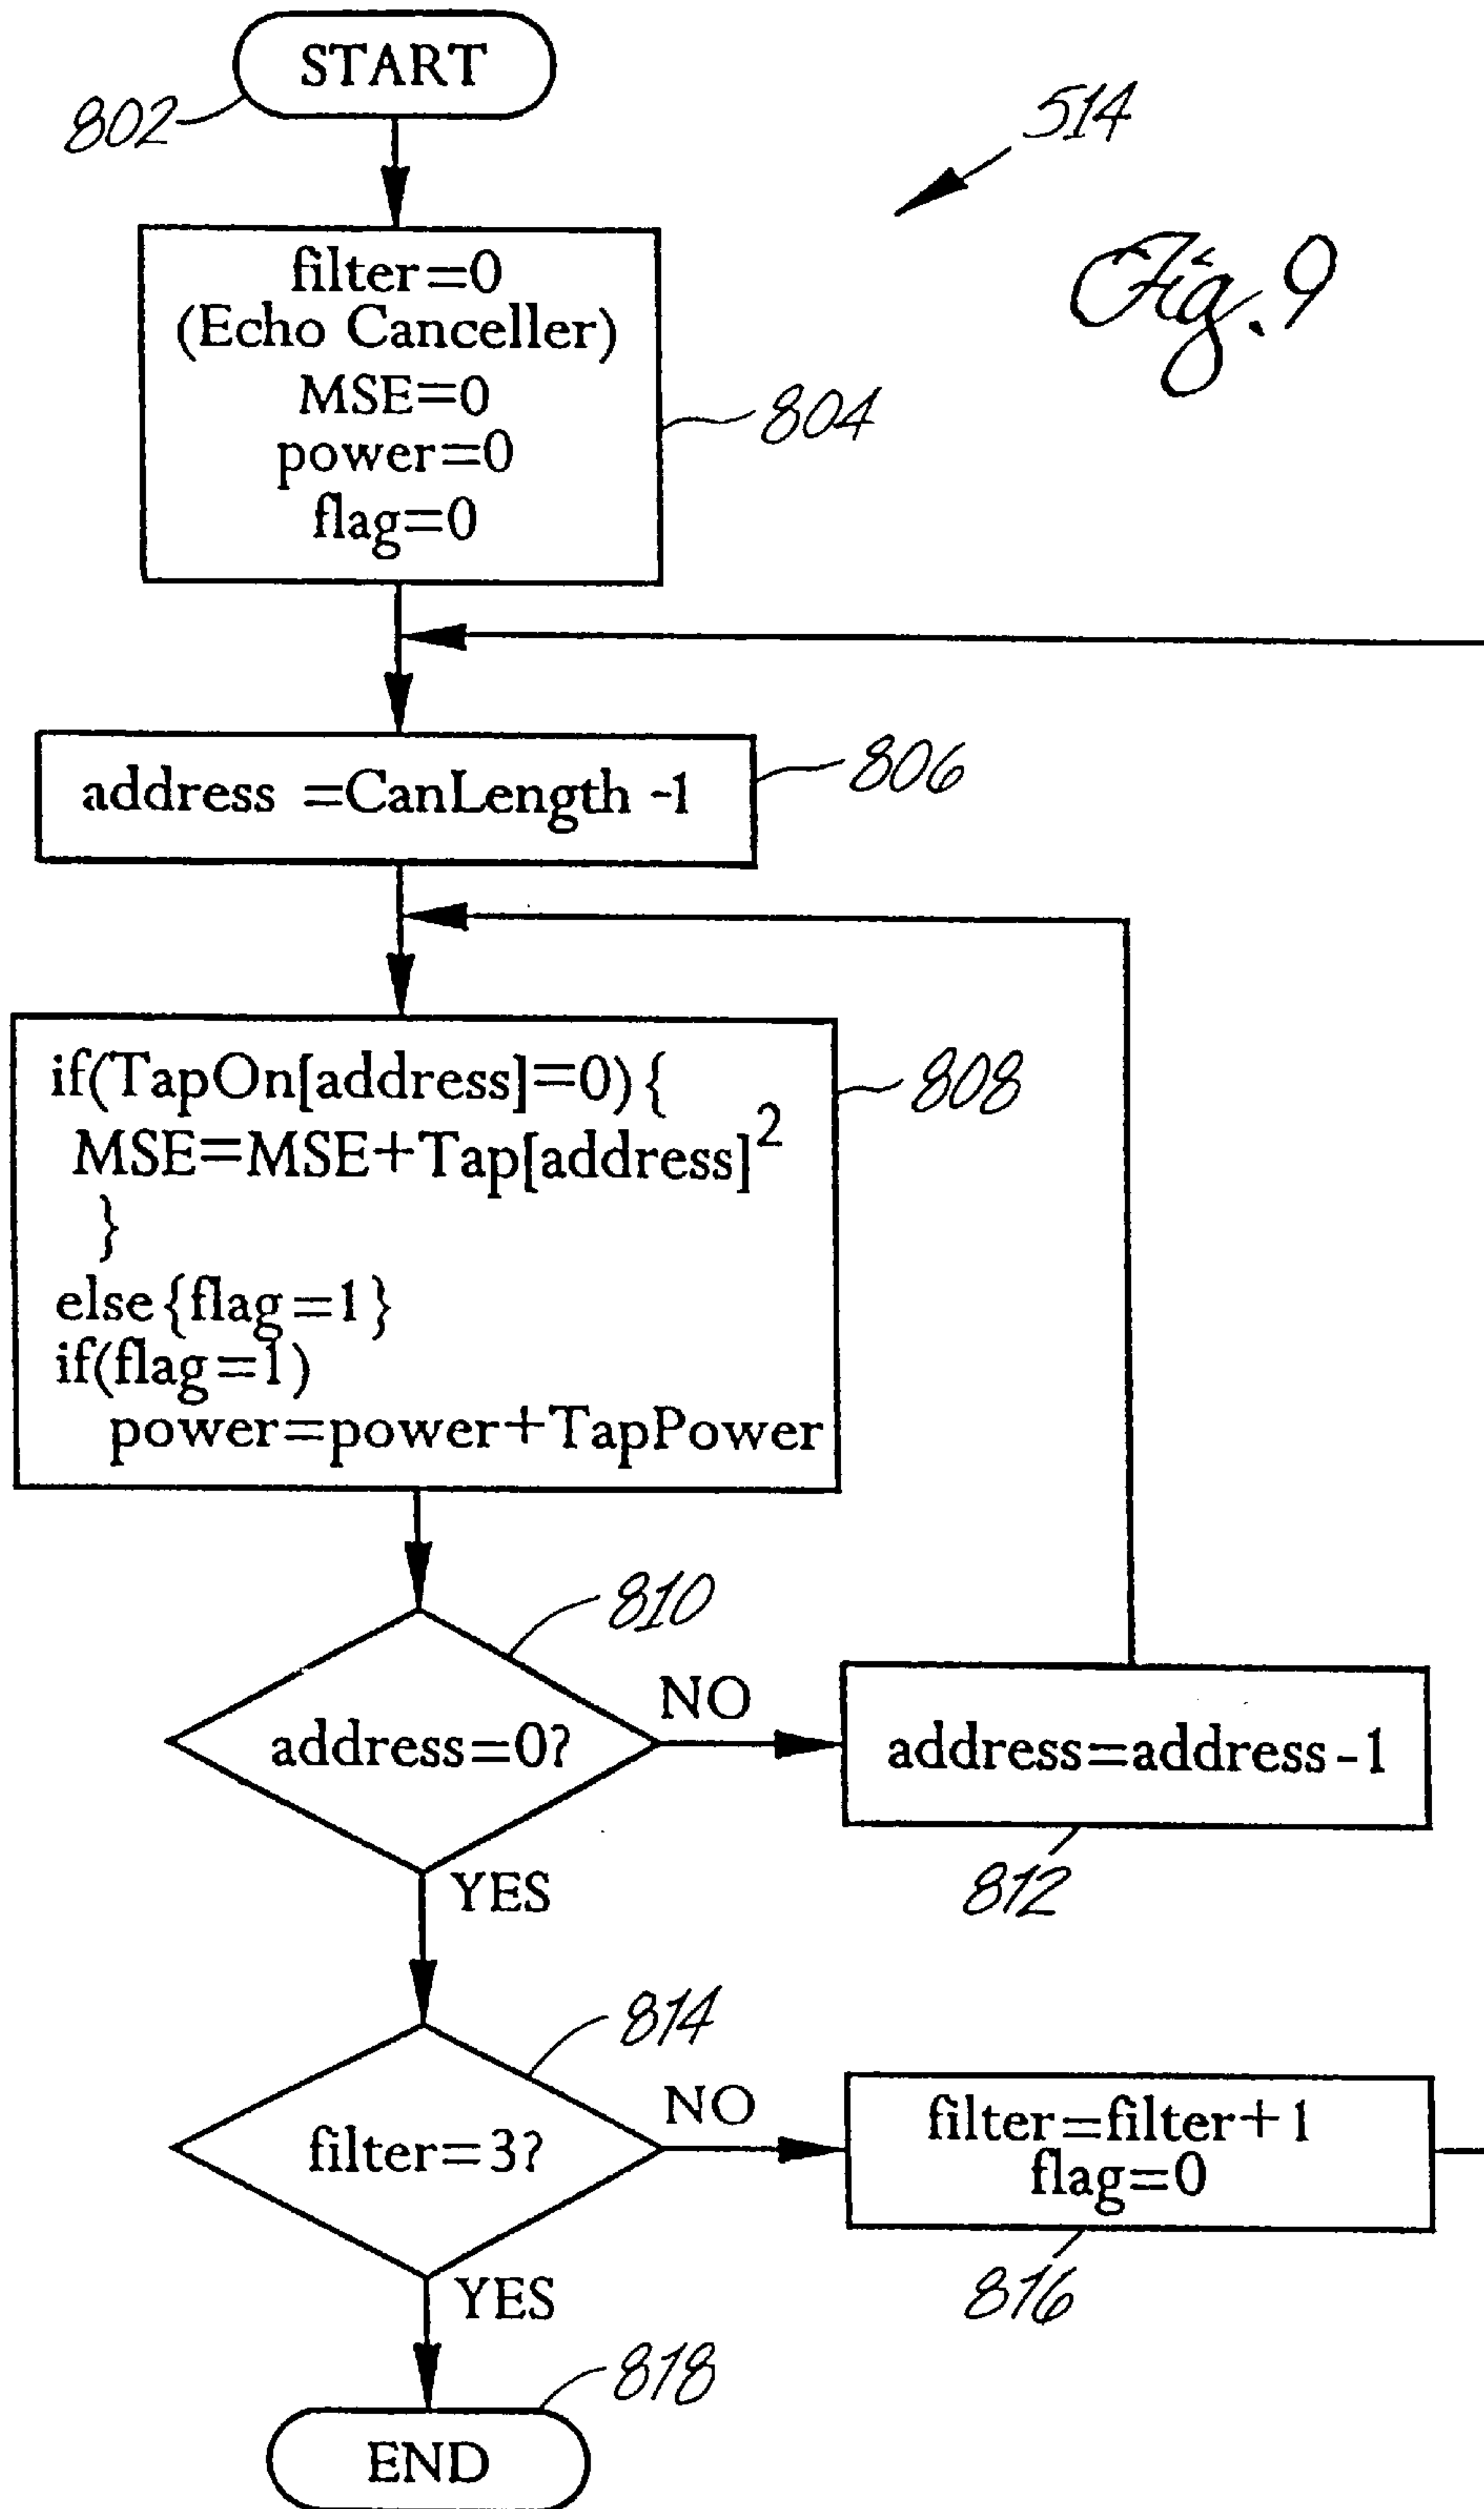 START
802
514
Fig. 9
filter=0
(Echo Canceller)
MSE=0
power=0
flag=0
804
address =CanLength -1
806
if(TapOn[address]=0){
MSE=MSE+Tap[address]²
}
else{flag=1}
if(flag=1)
power=power+TapPower
808
810
address=0?
NO
address=address-1
812
YES
814
filter=3?
NO
filter=filter+1
flag=0
816
YES
818
END